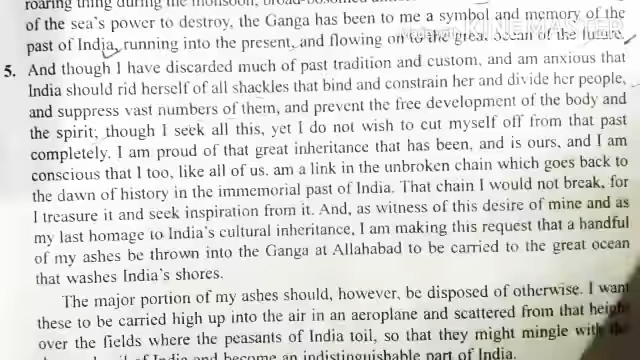 roaring thing during the monsoon,
of the sea's power to destroy, the Ganga has been to me a symbol and memory of the
past of India, running into the present, and flowing on to the great ocean of the future.
KINEMASTER
5. And though I have discarded much of past tradition and custom, and am anxious that
India should rid herself of all shackles that bind and constrain her and divide her people,
and suppress vast numbers of them, and prevent the free development of the body and
the spirit; though I seek all this, yet I do not wish to cut myself off from that past
completely. I am proud of that great inheritance that has been, and is ours, and I am
conscious that I too, like all of us, am a link in the unbroken chain which goes back to
the dawn of history in the immemorial past of India. That chain I would not break, for
I treasure it and seek inspiration from it. And, as witness of this desire of mine and as
my last homage to India's cultural inheritance, I am making this request that a handful
of my ashes be thrown into the Ganga at Allahabad to be carried to the great ocean
that washes India's shores.
The major portion of my ashes should, however, be disposed of otherwise. I want
these to be carried high up into the air in an aeroplane and scattered from that height
over the fields where the peasants of India toil, so that they might mingle with the
of India and become an indistinguishable part of India.